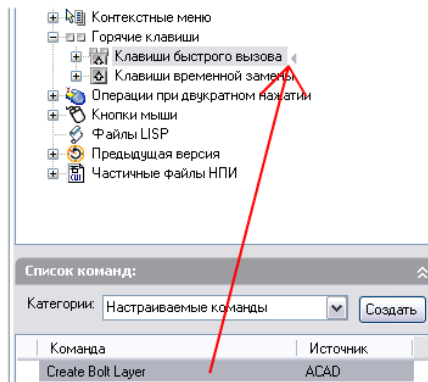 Контекстные меню
Горячие клавиши
Клавиши быстрого вызова
Клавиши временной замены
Операции при двукратном нажатии
Кнопки мыши
Файлы LISP
Предыдущая версия
Частичные файлы НПИ
Список команд:
Категории: Настраиваемые команды Создать
Команда Источник
Create Bolt Layer ACAD